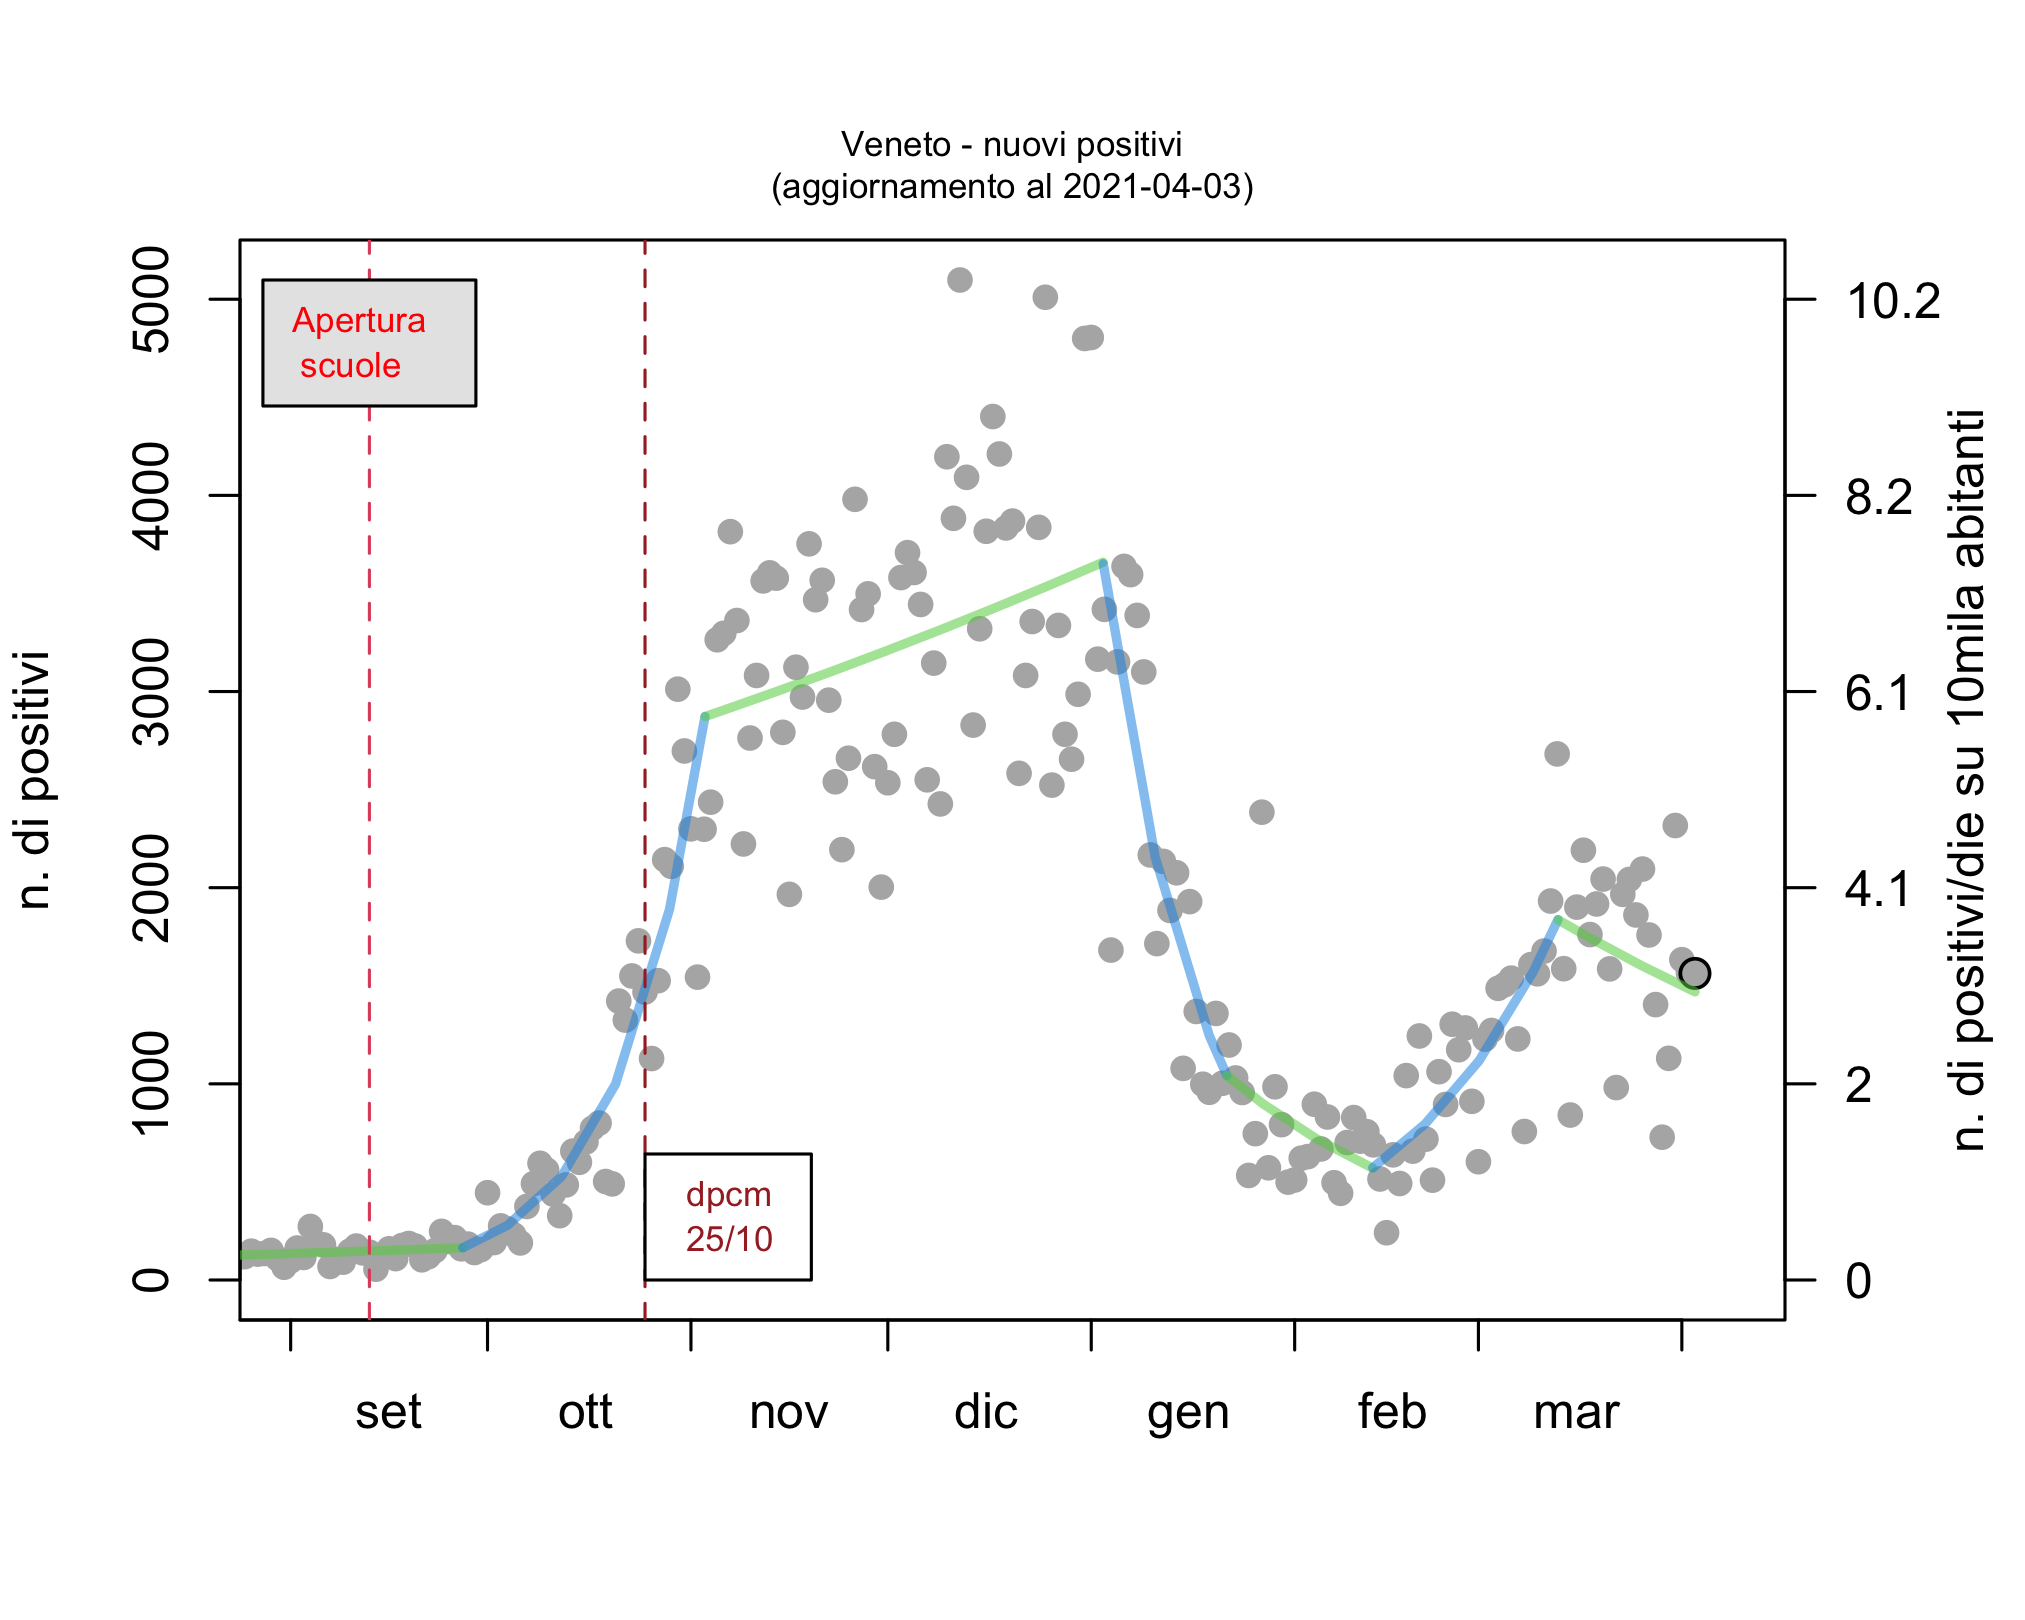 Veneto - nuovi positivi
(aggiornamento al 2021-04-03)
n. di positivi
5000
4000
3000
2000
1000
0
Apertura
scuole
dpcm
25/10
10.2
8.2
6.1
4.1
2
0
n. di positivi/die su 10mila abitanti
set ott nov dic gen feb mar